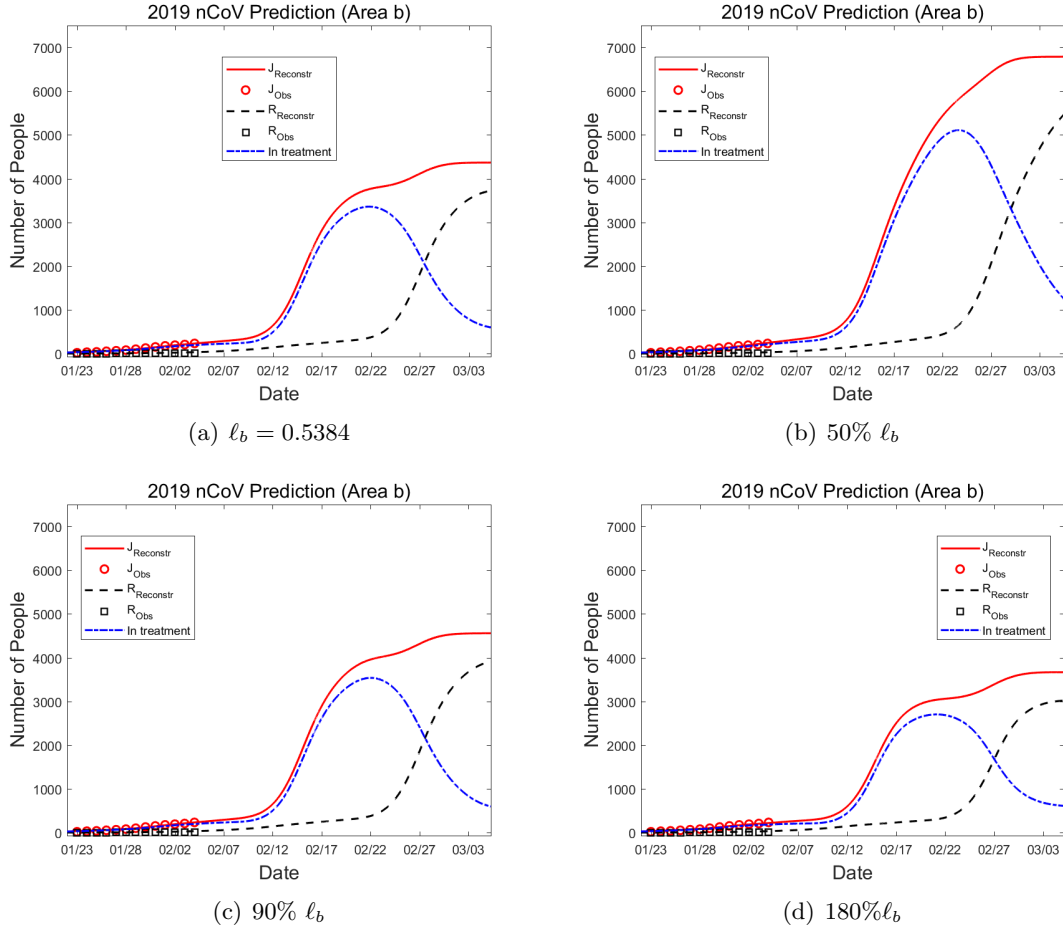 2019 nCoV Prediction (Area b)
7000
6000
5000
4000
3000
2000
1000
0
Number of People
J_Reconstr
J_Obs
R_Reconstr
R_Obs
In treatment
01/23 01/28 02/02 02/07 02/12 02/17 02/22 02/27 03/03
Date
(a) ℓ_b = 0.5384
2019 nCoV Prediction (Area b)
7000
6000
5000
4000
3000
2000
1000
0
Number of People
J_Reconstr
J_Obs
R_Reconstr
R_Obs
In treatment
01/23 01/28 02/02 02/07 02/12 02/17 02/22 02/27 03/03
Date
(b) 50% ℓ_b
2019 nCoV Prediction (Area b)
7000
6000
5000
4000
3000
2000
1000
0
Number of People
J_Reconstr
J_Obs
R_Reconstr
R_Obs
In treatment
01/23 01/28 02/02 02/07 02/12 02/17 02/22 02/27 03/03
Date
(c) 90% ℓ_b
2019 nCoV Prediction (Area b)
7000
6000
5000
4000
3000
2000
1000
0
Number of People
J_Reconstr
J_Obs
R_Reconstr
R_Obs
In treatment
01/23 01/28 02/02 02/07 02/12 02/17 02/22 02/27 03/03
Date
(d) 180%ℓ_b